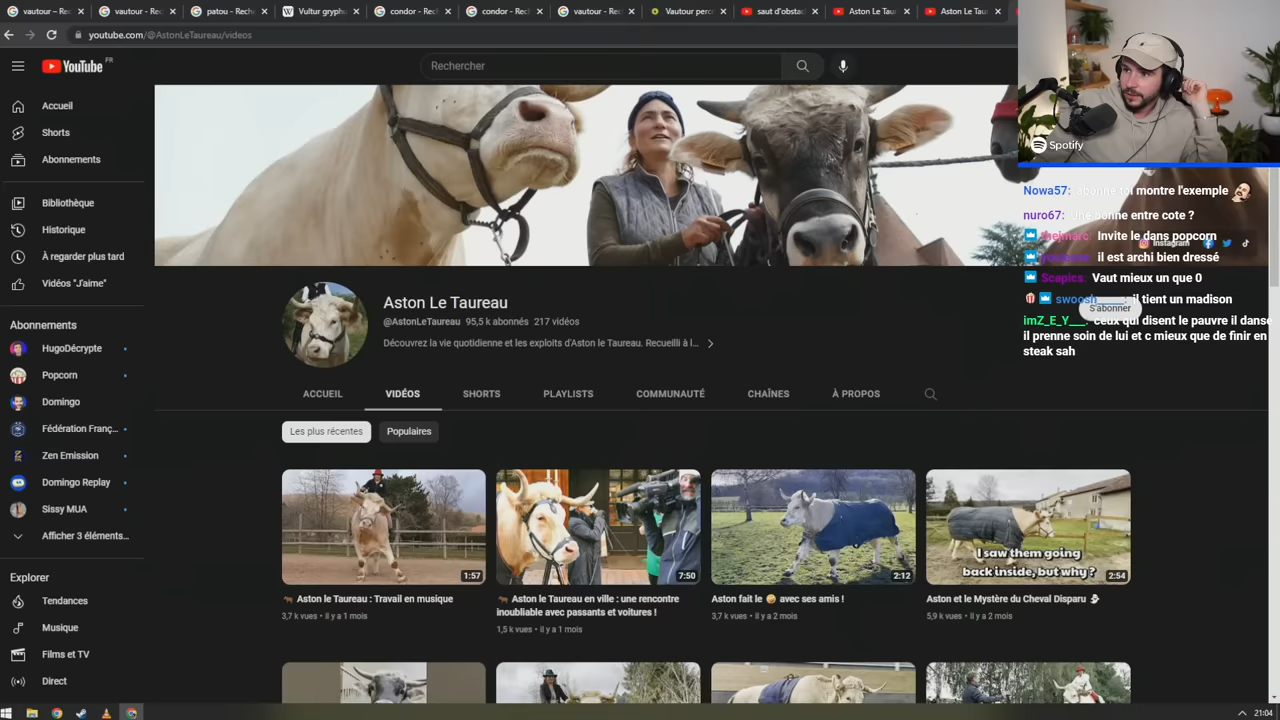 vautour – Rec
vautour - Rec
patou - Reche
Vultur gryph
condor - Rec
condor - Rec
vautour - Rec
Vautour perc
saut d'obstac
Aston Le Tau
Aston Le Tau
youtube.com/@AstonLeTaureau/videos
YouTube FR
Rechercher
Spotify
Accueil
Shorts
Abonnements
Bibliothèque
Historique
À regarder plus tard
Vidéos "J'aime"
Abonnements
HugoDécrypte
Popcorn
Domingo
Fédération Franç...
Zen Emission
Domingo Replay
Sissy MUA
Afficher 3 éléments...
Explorer
Tendances
Musique
Films et TV
Direct
Nowa57: abonne toi montre l'exemple
nuro67: Une bonne entre cote ?
Invite le dans popcorn
Instagram
il est archi bien dressé
Scapics: Vaut mieux un que 0
swoosh_____: il tient un madison
S'abonner
imZ_E_Y___: ceux qui disent le pauvre il danse
il prenne soin de lui et c mieux que de finir en
steak sah
Aston Le Taureau
@AstonLeTaureau 95,5 k abonnés 217 vidéos
Découvrez la vie quotidienne et les exploits d'Aston le Taureau. Recueilli à l...
ACCUEIL VIDÉOS SHORTS PLAYLISTS COMMUNAUTÉ CHAÎNES À PROPOS
Les plus récentes Populaires
1:57
7:50
2:12
I saw them going
back inside, but why ?
2:54
Aston le Taureau : Travail en musique
3,7 k vues • il y a 1 mois
Aston le Taureau en ville : une rencontre
inoubliable avec passants et voitures !
1,5 k vues • il y a 1 mois
Aston fait le 🤪 avec ses amis !
3,7 k vues • il y a 2 mois
Aston et le Mystère du Cheval Disparu 👻
5,9 k vues • il y a 2 mois
21:04